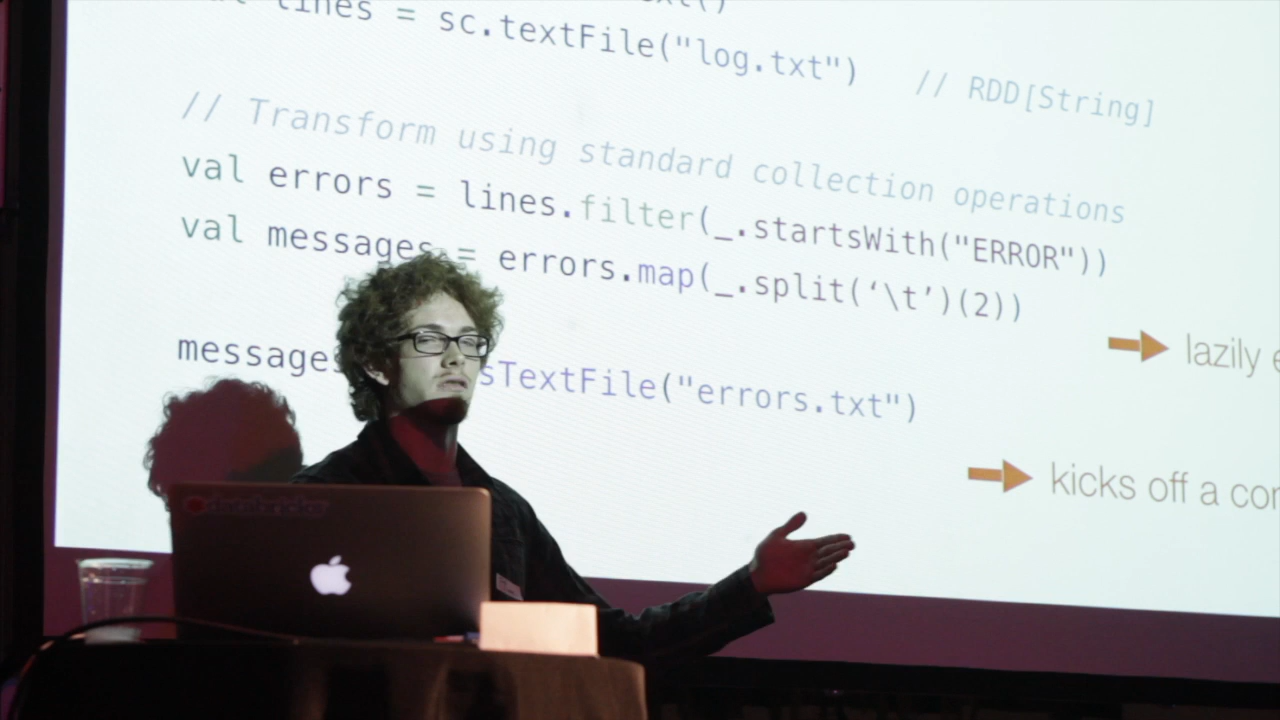 lines = sc.textFile("log.txt") // RDD[String]
// Transform using standard collection operations
val errors = lines.filter(_.startsWith("ERROR"))
val messages = errors.map(_.split(‘\t’)(2))
lazily
messages sTextFile("errors.txt")
kicks off a
databricks